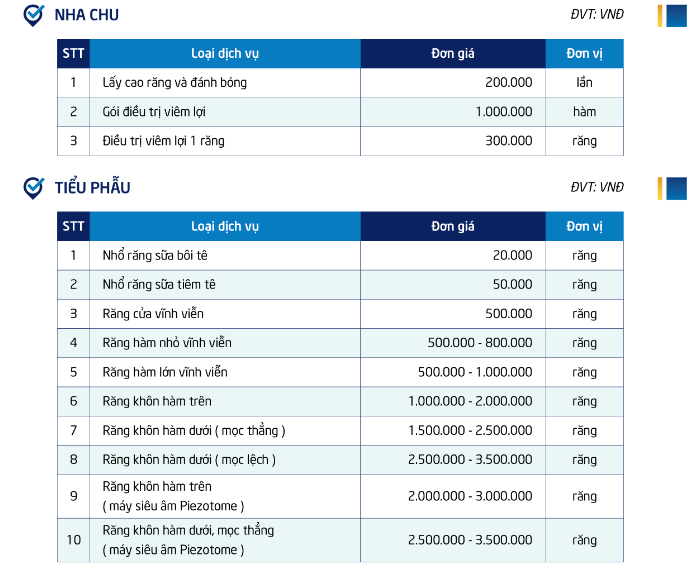 NHA CHU
ĐVT: VNĐ
STT Loại dịch vụ Đơn giá Đơn vị
1 Lấy cao răng và đánh bóng 200.000 lần
2 Gói điều trị viêm lợi 1.000.000 hàm
3 Điều trị viêm lợi 1 răng 300.000 răng
TIỂU PHẪU
ĐVT: VNĐ
STT Loại dịch vụ Đơn giá Đơn vị
1 Nhổ răng sữa bôi tê 20.000 răng
2 Nhổ răng sữa tiêm tê 50.000 răng
3 Răng cửa vĩnh viễn 500.000 răng
4 Răng hàm nhỏ vĩnh viễn 500.000 - 800.000 răng
5 Răng hàm lớn vĩnh viễn 500.000 - 1.000.000 răng
6 Răng khôn hàm trên 1.000.000 - 2.000.000 răng
7 Răng khôn hàm dưới ( mọc thẳng ) 1.500.000 - 2.500.000 răng
8 Răng khôn hàm dưới ( mọc lệch ) 2.500.000 - 3.500.000 răng
9 Răng khôn hàm trên
( máy siêu âm Piezotome ) 2.000.000 - 3.000.000 răng
10 Răng khôn hàm dưới, mọc thẳng
( máy siêu âm Piezotome ) 2.500.000 - 3.500.000 răng